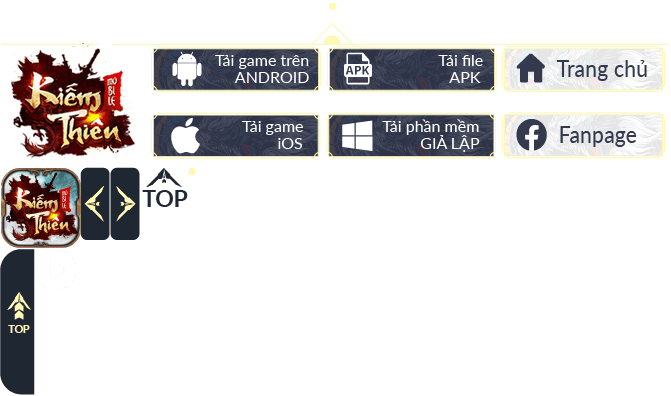 Kiếm
Thiên
MOBILE
Tải game trên
ANDROID
Tải file
APK
APK
Trang chủ
Tải game
iOS
Tải phần mềm
GIẢ LẬP
Fanpage
Kiếm
Thiên
MOBILE
TOP
TOP